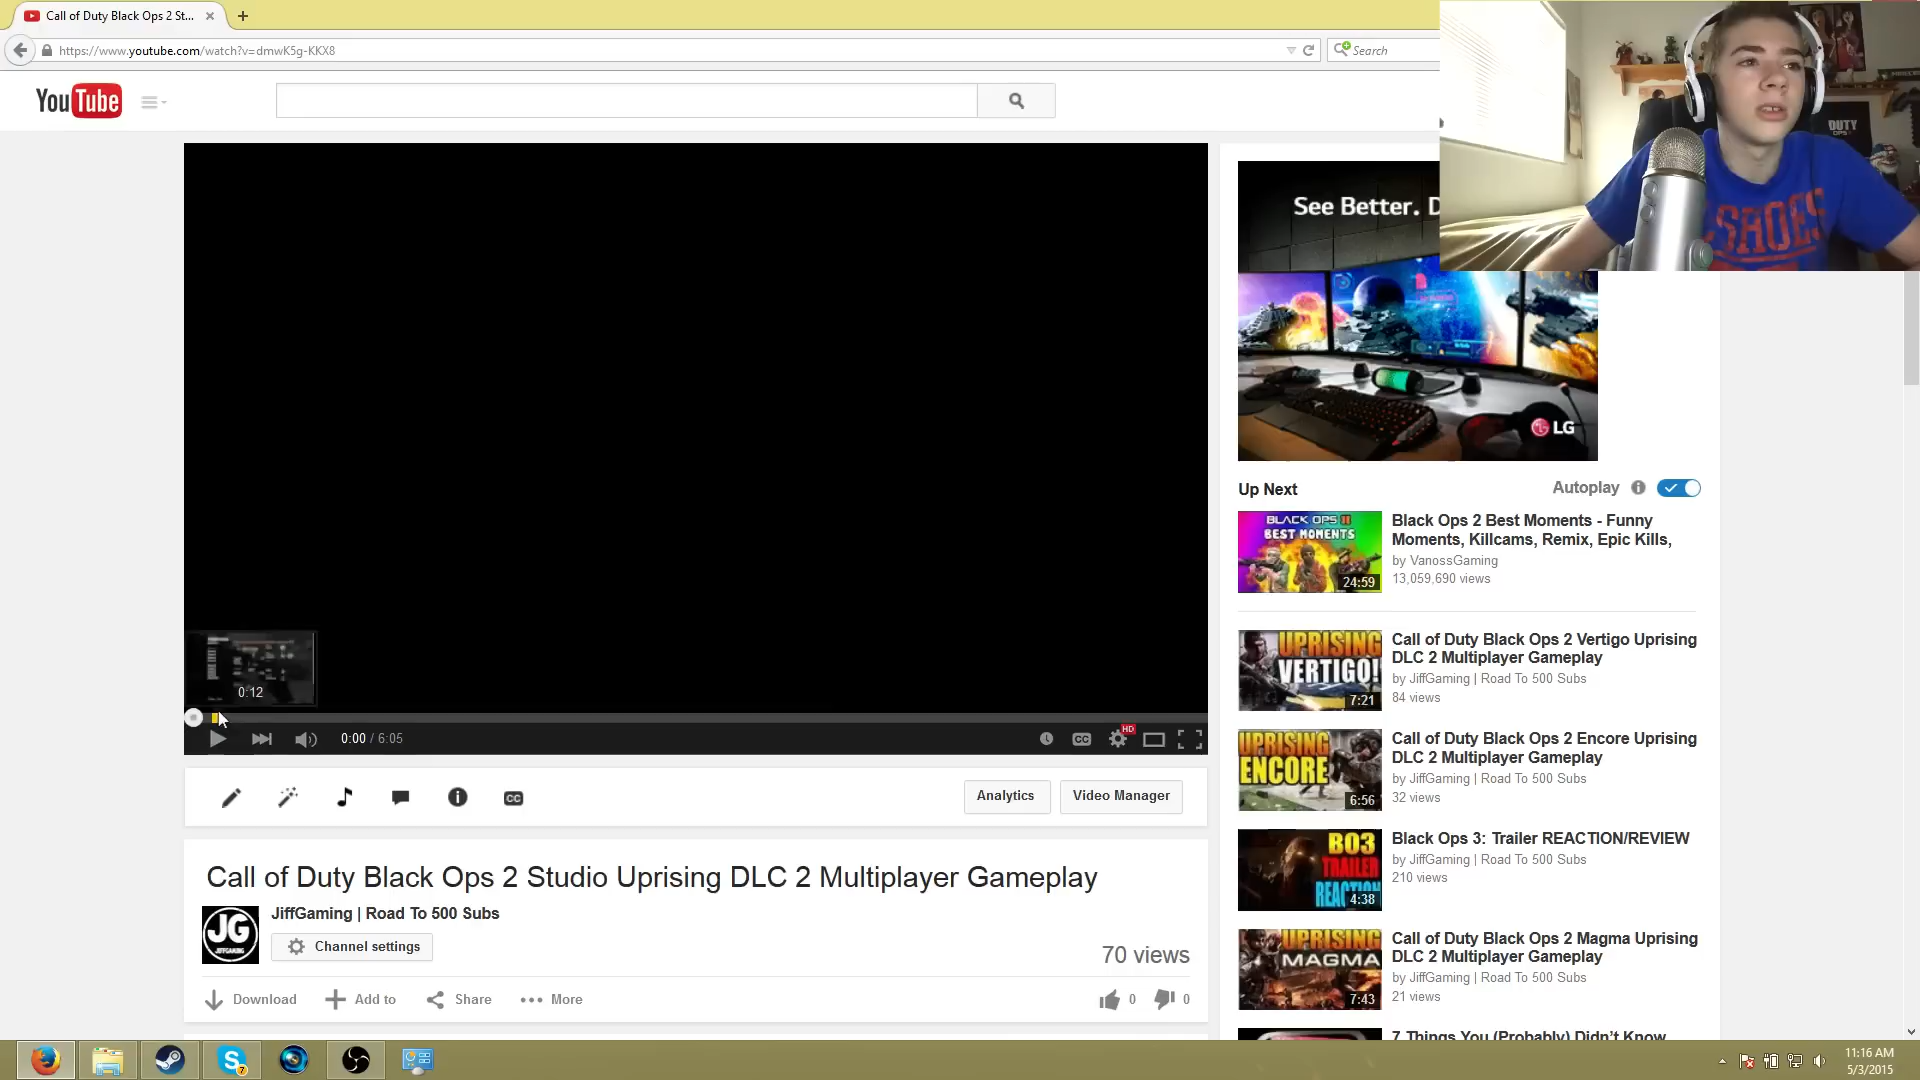 Call of Duty Black Ops 2 St...
https://www.youtube.com/watch?v=dmwK5g-KKX8
Search
YouTube
See Better. D
LG
DUTY
SHOES
0:12
0:00 / 6:05
HD
CC
Up Next
Autoplay
BLACK OPS II
BEST MOMENTS
24:59
Black Ops 2 Best Moments - Funny
Moments, Killcams, Remix, Epic Kills,
by VanossGaming
13,059,690 views
UPRISING
VERTIGO!
7:21
Call of Duty Black Ops 2 Vertigo Uprising
DLC 2 Multiplayer Gameplay
by JiffGaming | Road To 500 Subs
84 views
UPRISING
ENCORE
6:56
Call of Duty Black Ops 2 Encore Uprising
DLC 2 Multiplayer Gameplay
by JiffGaming | Road To 500 Subs
32 views
BO3
TRAILER
REACTION
4:38
Black Ops 3: Trailer REACTION/REVIEW
by JiffGaming | Road To 500 Subs
210 views
UPRISING
MAGMA
7:43
Call of Duty Black Ops 2 Magma Uprising
DLC 2 Multiplayer Gameplay
by JiffGaming | Road To 500 Subs
21 views
7 Things You (Probably) Didn't Know
CC
Analytics
Video Manager
Call of Duty Black Ops 2 Studio Uprising DLC 2 Multiplayer Gameplay
JG
JIFFGAMING
JiffGaming | Road To 500 Subs
Channel settings
70 views
Download
Add to
Share
More
0
0
7
11:16 AM
5/3/2015